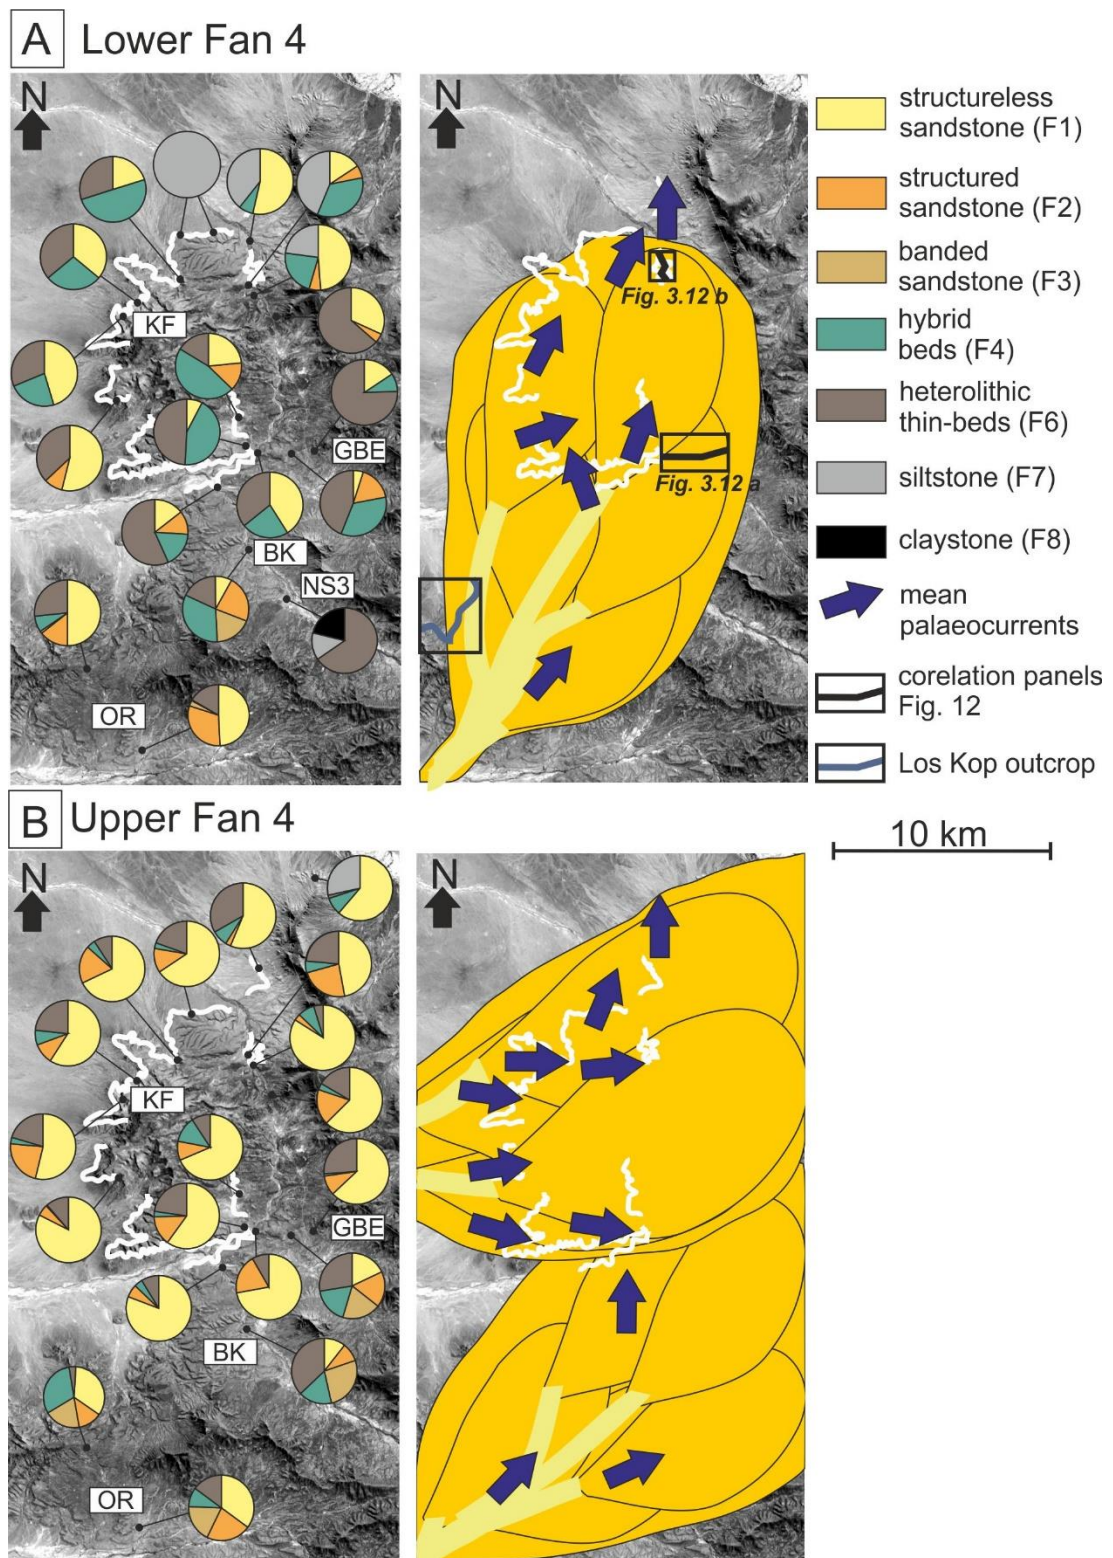 A Lower Fan 4
N
KF
GBE
BK
NS3
OR
N
Fig. 3.12 b
Fig. 3.12 a
structureless
sandstone (F1)
structured
sandstone (F2)
banded
sandstone (F3)
hybrid
beds (F4)
heterolithic
thin-beds (F6)
siltstone (F7)
claystone (F8)
mean
palaeocurrents
corelation panels
Fig. 12
Los Kop outcrop
10 km
B Upper Fan 4
N
KF
GBE
BK
OR
N